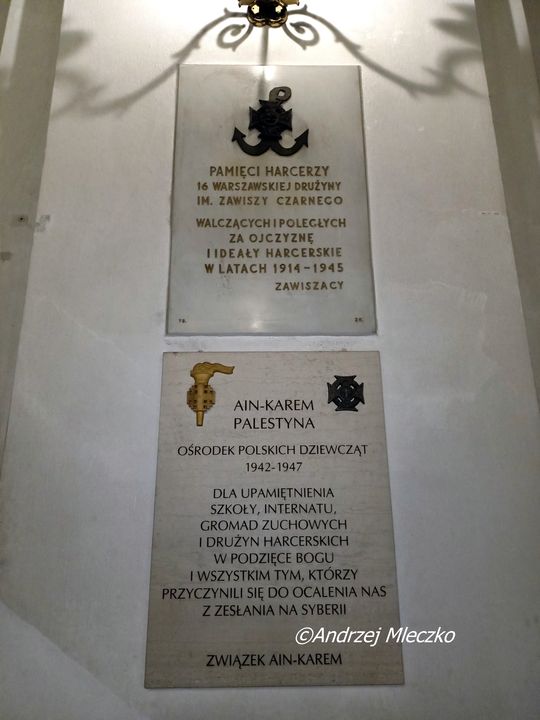 PAMIĘCI HARCERZY
16 WARSZAWSKIEJ DRUŻYNY
IM. ZAWISZY CZARNEGO
WALCZĄCYCH I POLEGŁYCH
ZA OJCZYZNĘ
I IDEAŁY HARCERSKIE
W LATACH 1914-1945
ZAWISZACY
AIN-KAREM
PALESTYNA
OŚRODEK POLSKICH DZIEWCZĄT
1942-1947
DLA UPAMIĘTNIENIA
SZKOŁY, INTERNATU,
GROMAD ZUCHOWYCH
I DRUŻYN HARCERSKICH
W PODZIĘCE BOGU
I WSZYSTKIM TYM, KTÓRZY
PRZYCZYNILI SIĘ DO OCALENIA NAS
Z ZESŁANIA NA SYBERII
©Andrzej Mleczko
ZWIĄZEK AIN-KAREM